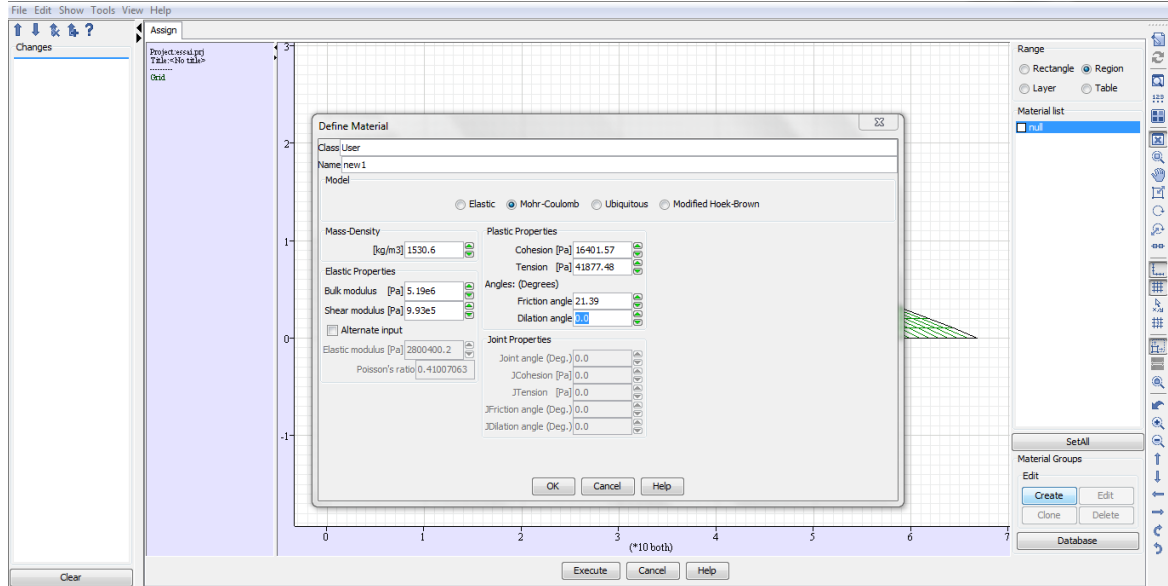 File Edit Show Tools View Help
?
Changes
Clear
Assign
Project:essai.prj
Title:<No title>
---------
Grid
3
2
1
0
-1
0 1 2 3 4 5 6 7
(*10 both)
Define Material
Class User
Name new1
Model
Elastic Mohr-Coulomb Ubiquitous Modified Hoek-Brown
Mass-Density
[kg/m3] 1530.6
Elastic Properties
Bulk modulus [Pa] 5.19e6
Shear modulus [Pa] 9.93e5
Alternate input
Elastic modulus [Pa] 2800400.2
Poisson's ratio 0.41007063
Plastic Properties
Cohesion [Pa] 16401.57
Tension [Pa] 41877.48
Angles: (Degrees)
Friction angle 21.39
Dilation angle 0.0
Joint Properties
Joint angle (Deg.) 0.0
JCohesion [Pa] 0.0
JTension [Pa] 0.0
JFriction angle (Deg.) 0.0
JDilation angle (Deg.) 0.0
OK Cancel Help
Execute Cancel Help
Range
Rectangle Region
Layer Table
Material list
null
SetAll
Material Groups
Edit
Create Edit
Clone Delete
Database
123